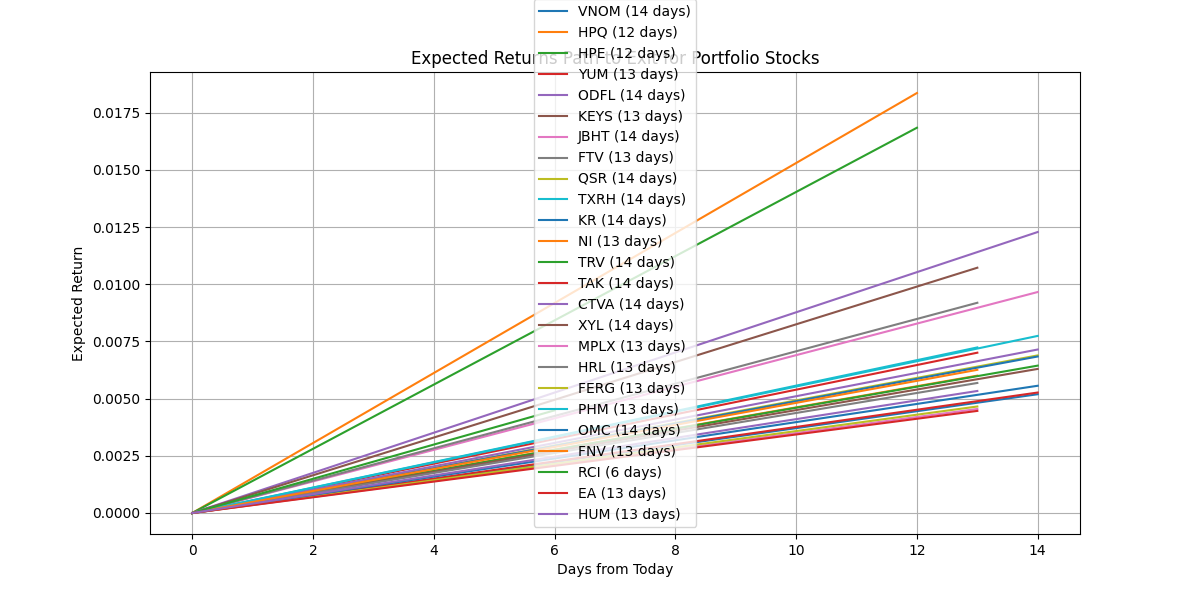 VNOM (14 days)
HPQ (12 days)
HPE (12 days)
Expected Returns Path to Exit for Portfolio Stocks
YUM (13 days)
ODFL (14 days)
KEYS (13 days)
JBHT (14 days)
FTV (13 days)
QSR (14 days)
TXRH (14 days)
KR (14 days)
NI (13 days)
TRV (14 days)
TAK (14 days)
CTVA (14 days)
XYL (14 days)
MPLX (13 days)
HRL (13 days)
FERG (13 days)
PHM (13 days)
OMC (14 days)
FNV (13 days)
RCI (6 days)
EA (13 days)
HUM (13 days)
0.0175
0.0150
0.0125
0.0100
0.0075
0.0050
0.0025
0.0000
Expected Return
0 2 4 6 8 10 12 14
Days from Today